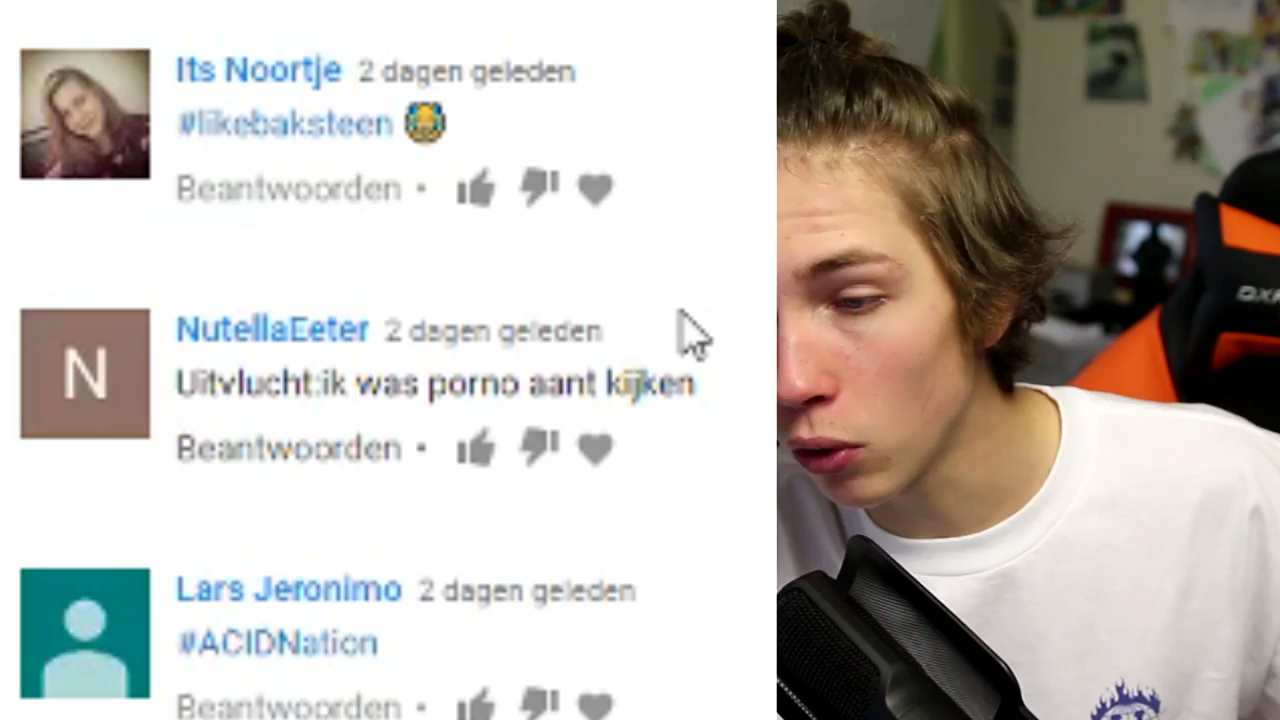 Its Noortje 2 dagen geleden
#likebaksteen 😂
Beantwoorden •
N
NutellaEeter 2 dagen geleden
Uitvlucht:ik was porno aant kijken
Beantwoorden •
Lars Jeronimo 2 dagen geleden
#ACIDNation
Beantwoorden •